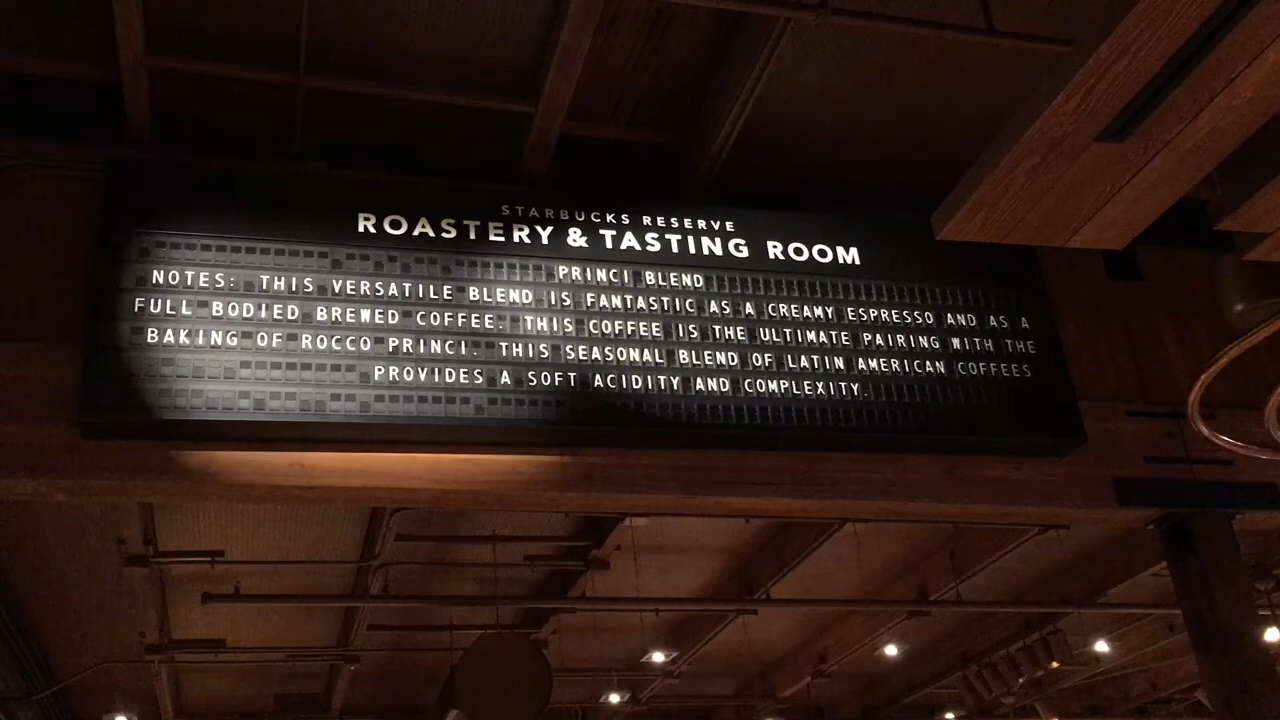 STARBUCKS RESERVE
ROASTERY & TASTING ROOM
PRINCI BLEND
NOTES: THIS VERSATILE BLEND IS FANTASTIC AS A CREAMY ESPRESSO AND AS A
FULL BODIED BREWED COFFEE. THIS COFFEE IS THE ULTIMATE PAIRING WITH THE
BAKING OF ROCCO PRINCI. THIS SEASONAL BLEND OF LATIN AMERICAN COFFEES
PROVIDES A SOFT ACIDITY AND COMPLEXITY.